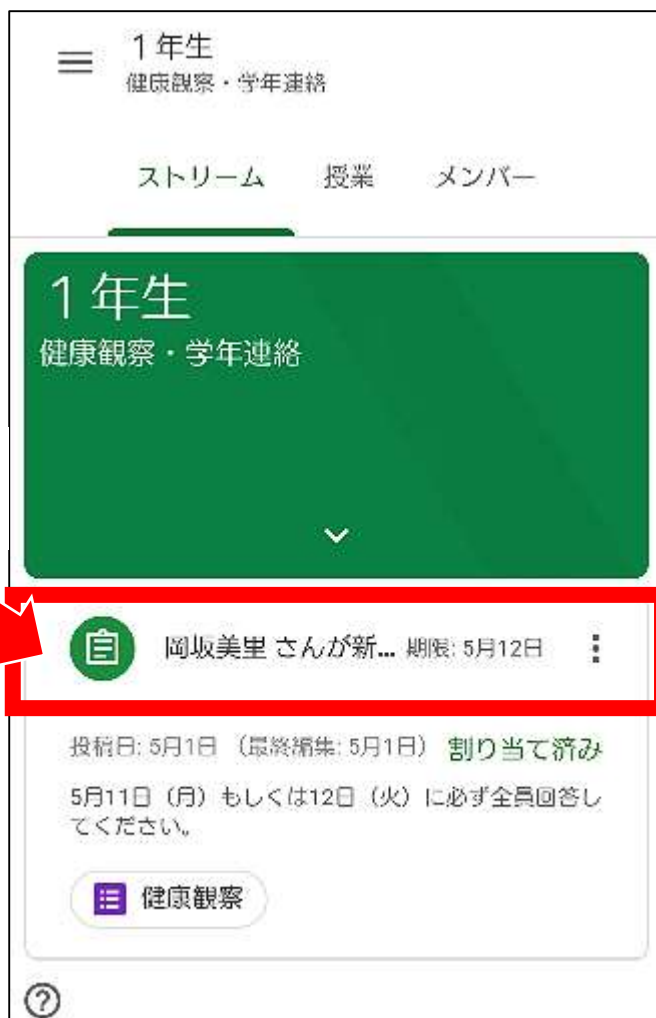 1年生
健康観察・学年連絡
ストリーム 授業 メンバー
1年生
健康観察・学年連絡
岡坂美里 さんが新... 期限: 5月12日
投稿日: 5月1日 （最終編集: 5月1日） 割り当て済み
5月11日（月）もしくは12日（火）に必ず全員回答し
てください。
健康観察